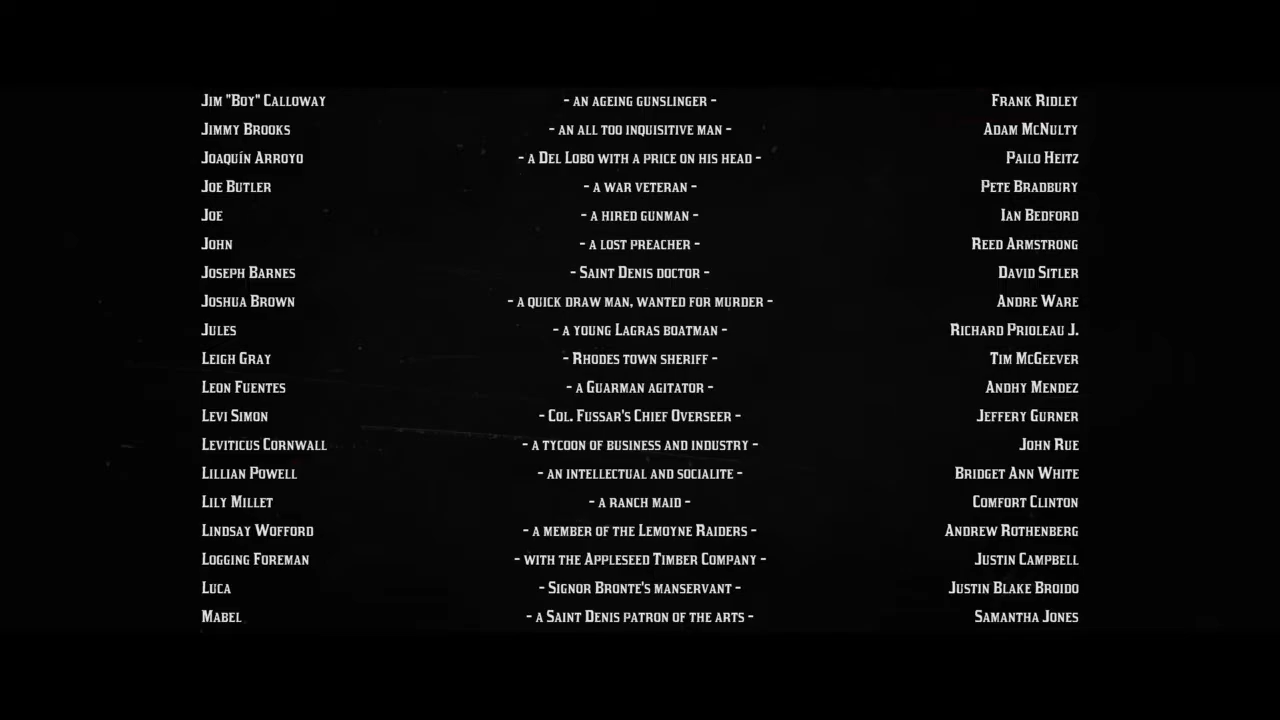 Jim "Boy" Calloway - an ageing gunslinger - Frank Ridley
Jimmy Brooks - an all too inquisitive man - Adam McNulty
Joaquín Arroyo - a Del Lobo with a price on his head - Pailo Heitz
Joe Butler - a war veteran - Pete Bradbury
Joe - a hired gunman - Ian Bedford
John - a lost preacher - Reed Armstrong
Joseph Barnes - Saint Denis doctor - David Sitler
Joshua Brown - a quick draw man, wanted for murder - Andre Ware
Jules - a young Lagras boatman - Richard Prioleau J.
Leigh Gray - Rhodes town sheriff - Tim McGeever
Leon Fuentes - a Guarman agitator - Andhy Mendez
Levi Simon - Col. Fussar's Chief Overseer - Jeffery Gurner
Leviticus Cornwall - a tycoon of business and industry - John Rue
Lillian Powell - an intellectual and socialite - Bridget Ann White
Lily Millet - a ranch maid - Comfort Clinton
Lindsay Wofford - a member of the Lemoyne Raiders - Andrew Rothenberg
Logging Foreman - with the Appleseed Timber Company - Justin Campbell
Luca - Signor Bronte's manservant - Justin Blake Broido
Mabel - a Saint Denis patron of the arts - Samantha Jones